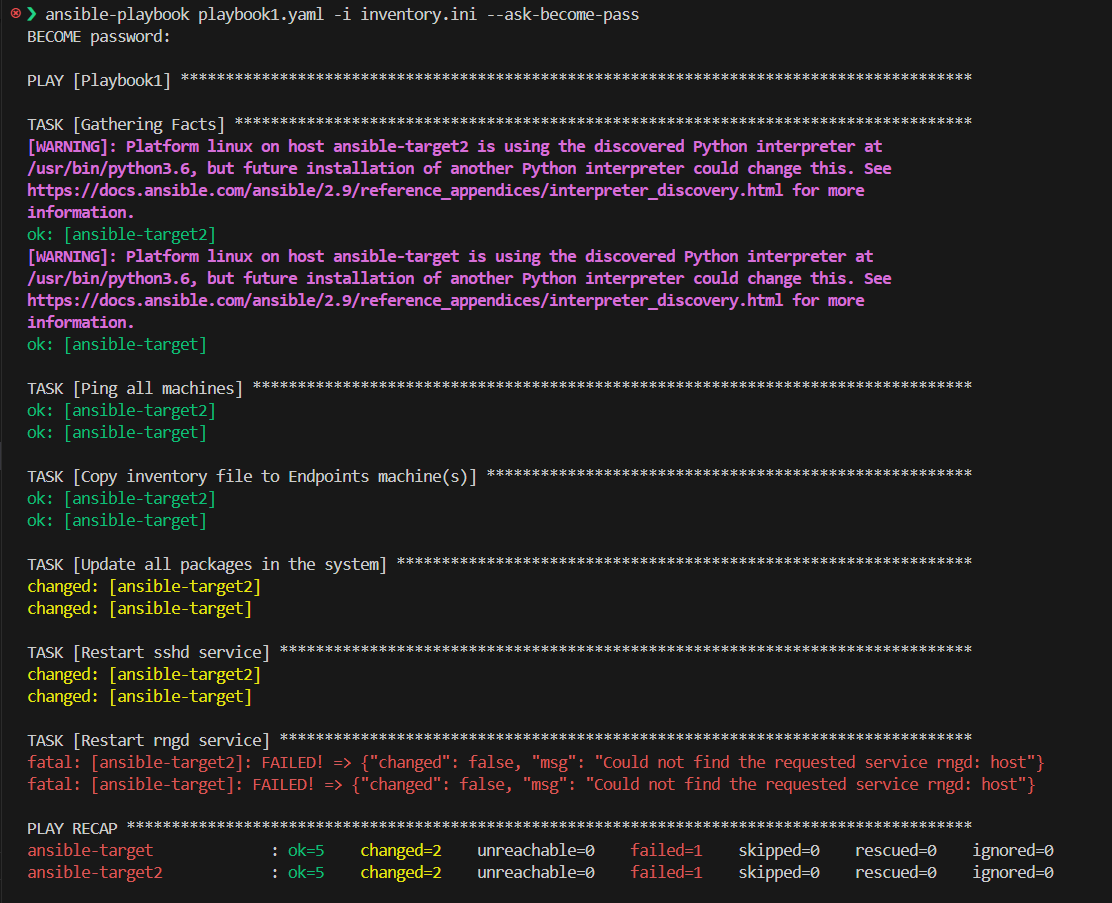 ❯ ansible-playbook playbook1.yaml -i inventory.ini --ask-become-pass
BECOME password:
PLAY [Playbook1] ****************************************************************************************
TASK [Gathering Facts] **********************************************************************************
[WARNING]: Platform linux on host ansible-target2 is using the discovered Python interpreter at
/usr/bin/python3.6, but future installation of another Python interpreter could change this. See
https://docs.ansible.com/ansible/2.9/reference_appendices/interpreter_discovery.html for more
information.
ok: [ansible-target2]
[WARNING]: Platform linux on host ansible-target is using the discovered Python interpreter at
/usr/bin/python3.6, but future installation of another Python interpreter could change this. See
https://docs.ansible.com/ansible/2.9/reference_appendices/interpreter_discovery.html for more
information.
ok: [ansible-target]
TASK [Ping all machines] ********************************************************************************
ok: [ansible-target2]
ok: [ansible-target]
TASK [Copy inventory file to Endpoints machine(s)] ******************************************************
ok: [ansible-target2]
ok: [ansible-target]
TASK [Update all packages in the system] ****************************************************************
changed: [ansible-target2]
changed: [ansible-target]
TASK [Restart sshd service] *****************************************************************************
changed: [ansible-target2]
changed: [ansible-target]
TASK [Restart rngd service] *****************************************************************************
fatal: [ansible-target2]: FAILED! => {"changed": false, "msg": "Could not find the requested service rngd: host"}
fatal: [ansible-target]: FAILED! => {"changed": false, "msg": "Could not find the requested service rngd: host"}
PLAY RECAP **********************************************************************************************
ansible-target             : ok=5    changed=2    unreachable=0    failed=1    skipped=0    rescued=0    ignored=0
ansible-target2            : ok=5    changed=2    unreachable=0    failed=1    skipped=0    rescued=0    ignored=0